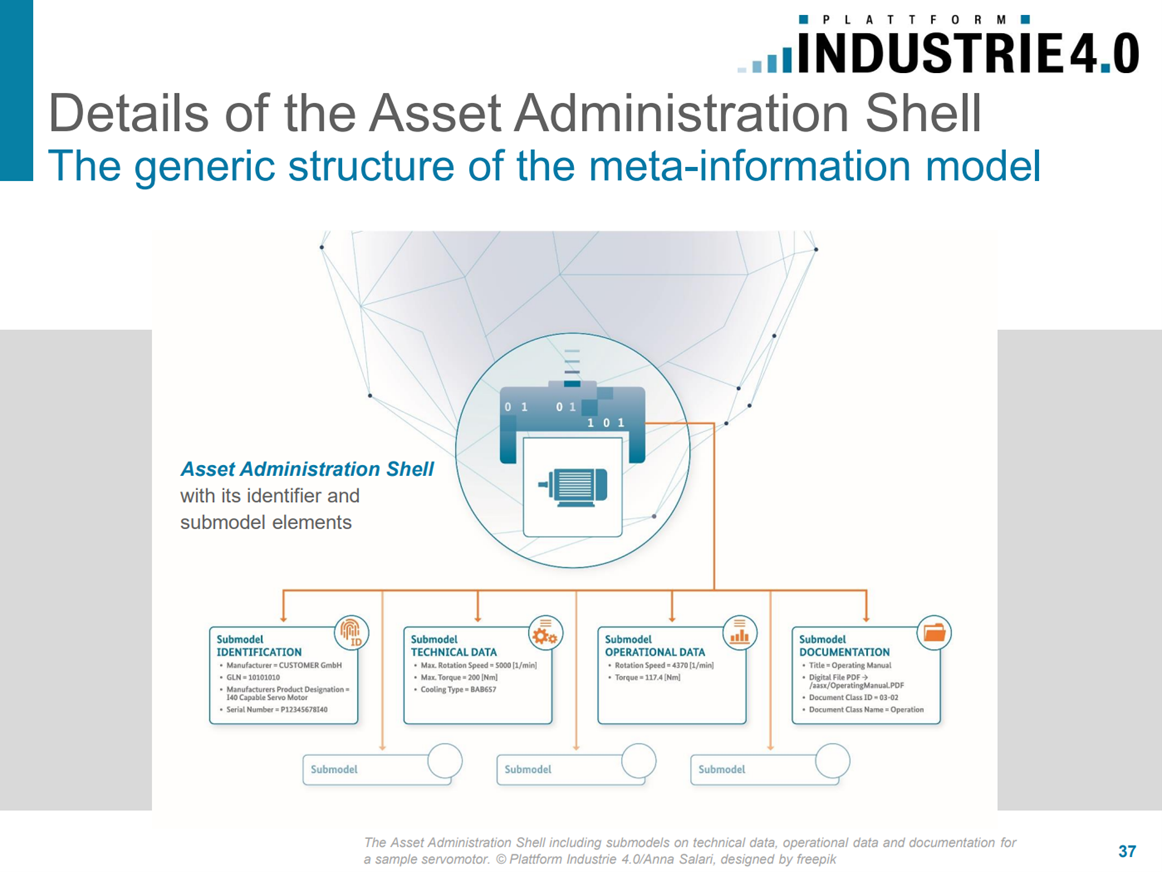 PLATTFORM
INDUSTRIE4.0
Details of the Asset Administration Shell
The generic structure of the meta-information model
0 1 0 1
1 0 1
Asset Administration Shell
with its identifier and
submodel elements
ID
Submodel
IDENTIFICATION
• Manufacturer = CUSTOMER GmbH
• GLN = 10101010
• Manufacturers Product Designation =
I40 Capable Servo Motor
• Serial Number = P12345678I40
Submodel
TECHNICAL DATA
• Max. Rotation Speed = 5000 [1/min]
• Max. Torque = 200 [Nm]
• Cooling Type = BAB657
Submodel
OPERATIONAL DATA
• Rotation Speed = 4370 [1/min]
• Torque = 117.4 [Nm]
Submodel
DOCUMENTATION
• Title = Operating Manual
• Digital File PDF →
/aasx/OperatingManual.PDF
• Document Class ID = 03-02
• Document Class Name = Operation
Submodel
Submodel
Submodel
The Asset Administration Shell including submodels on technical data, operational data and documentation for
a sample servomotor. © Plattform Industrie 4.0/Anna Salari, designed by freepik
37